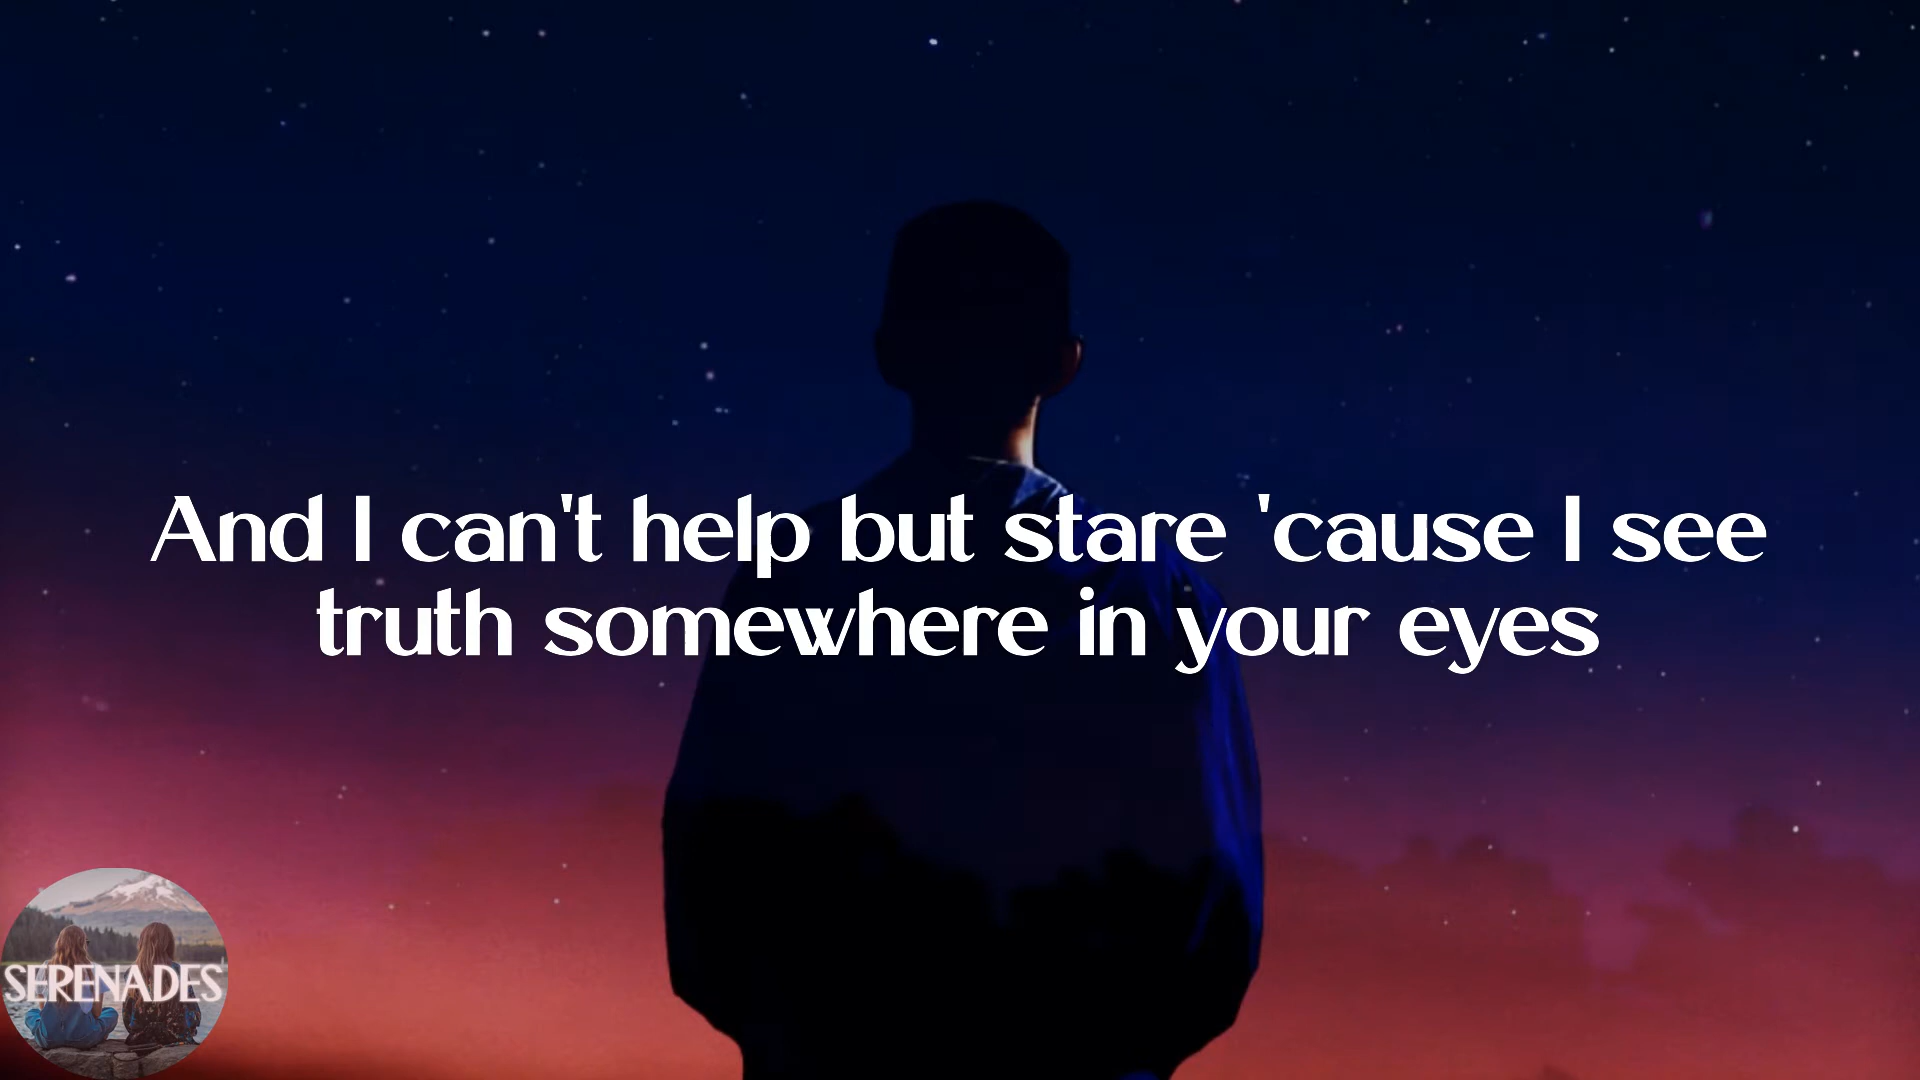 And I can't help but stare 'cause I see
truth somewhere in your eyes
SERENADES